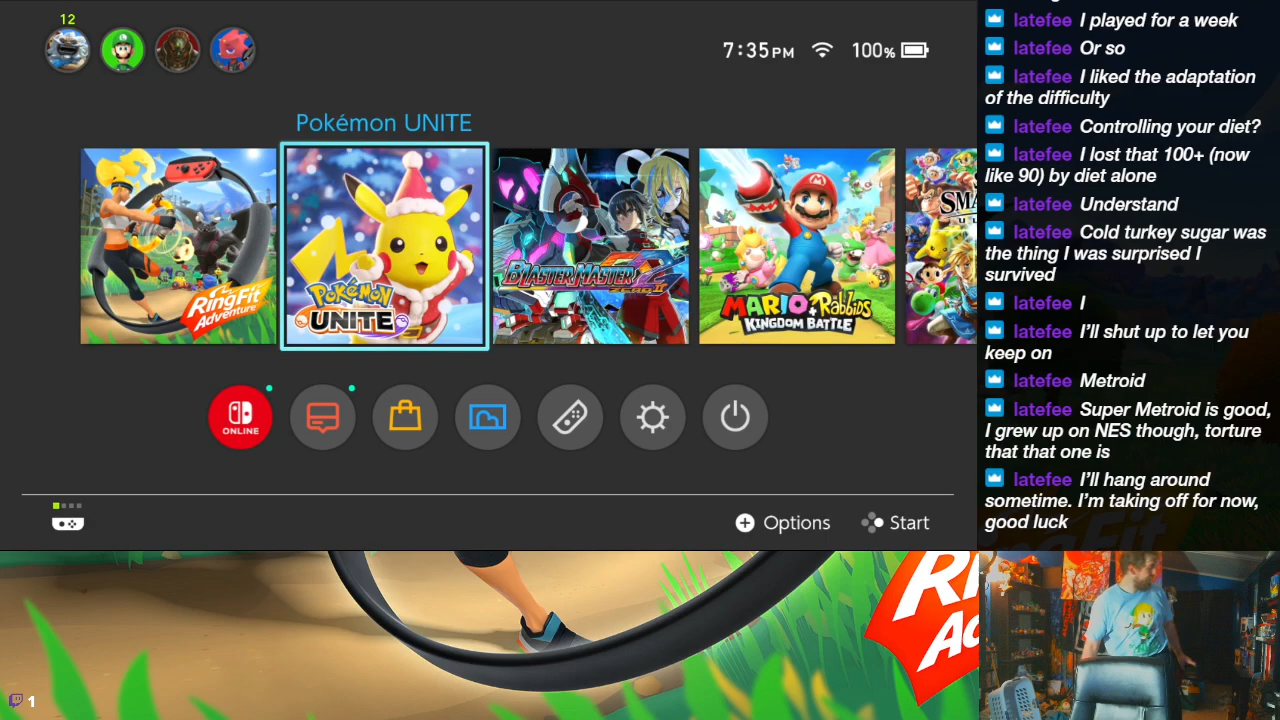 12
7:35 PM
100%
Pokémon UNITE
RingFit
Adventure
POKÉMON
UNITE
BLASTER MASTER
ZERO II
MARIO + Rabbids
KINGDOM BATTLE
ONLINE
Options
Start
1
latefee I played for a week
latefee Or so
latefee I liked the adaptation
of the difficulty
latefee Controlling your diet?
latefee I lost that 100+ (now
like 90) by diet alone
latefee Understand
latefee Cold turkey sugar was
the thing I was surprised I
survived
latefee I
latefee I’ll shut up to let you
keep on
latefee Metroid
latefee Super Metroid is good,
I grew up on NES though, torture
that that one is
latefee I’ll hang around
sometime. I’m taking off for now,
good luck